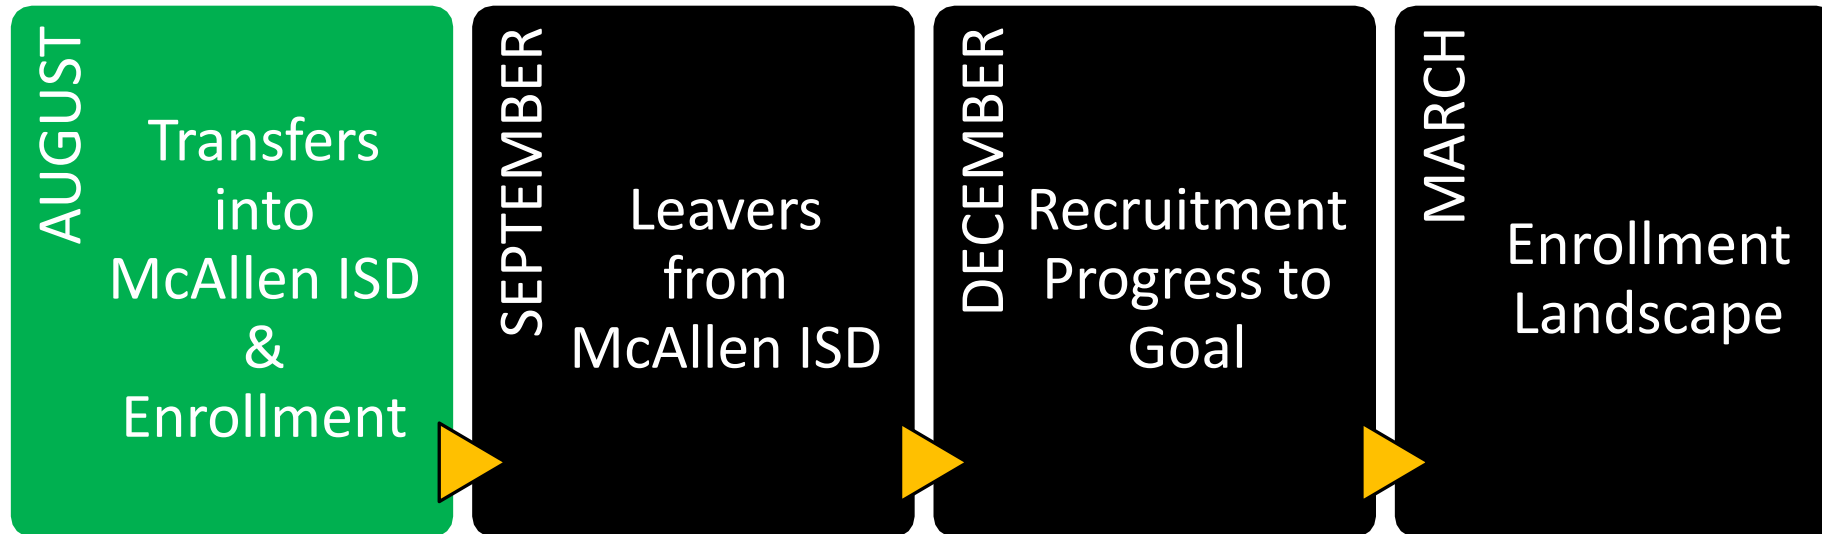 AUGUST
Transfers
into
McAllen ISD
&
Enrollment
SEPTEMBER
Leavers
from
McAllen ISD
DECEMBER
Recruitment
Progress to
Goal
MARCH
Enrollment
Landscape